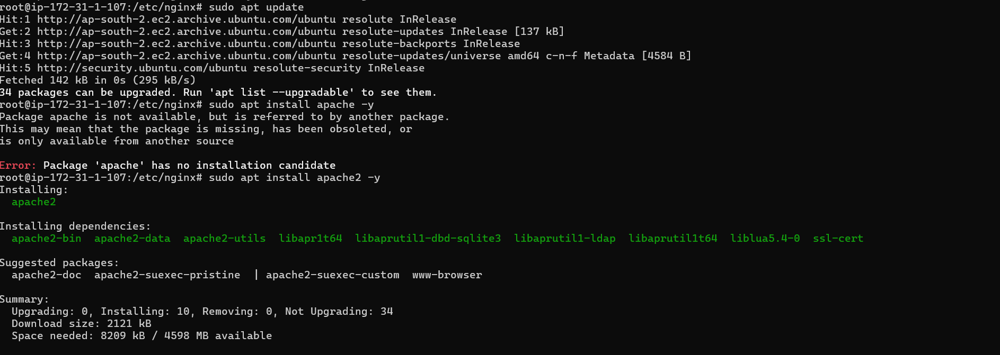 root@ip-172-31-1-107:/etc/nginx# sudo apt update
Hit:1 http://ap-south-2.ec2.archive.ubuntu.com/ubuntu resolute InRelease
Get:2 http://ap-south-2.ec2.archive.ubuntu.com/ubuntu resolute-updates InRelease [137 kB]
Hit:3 http://ap-south-2.ec2.archive.ubuntu.com/ubuntu resolute-backports InRelease
Get:4 http://ap-south-2.ec2.archive.ubuntu.com/ubuntu resolute-updates/universe amd64 c-n-f Metadata [4584 B]
Hit:5 http://security.ubuntu.com/ubuntu resolute-security InRelease
Fetched 142 kB in 0s (295 kB/s)
34 packages can be upgraded. Run 'apt list --upgradable' to see them.
root@ip-172-31-1-107:/etc/nginx# sudo apt install apache -y
Package apache is not available, but is referred to by another package.
This may mean that the package is missing, has been obsoleted, or
is only available from another source

Error: Package 'apache' has no installation candidate
root@ip-172-31-1-107:/etc/nginx# sudo apt install apache2 -y
Installing:
  apache2

Installing dependencies:
  apache2-bin  apache2-data  apache2-utils  libapr1t64  libaprutil1-dbd-sqlite3  libaprutil1-ldap  libaprutil1t64  liblua5.4-0  ssl-cert

Suggested packages:
  apache2-doc  apache2-suexec-pristine  | apache2-suexec-custom  www-browser

Summary:
  Upgrading: 0, Installing: 10, Removing: 0, Not Upgrading: 34
  Download size: 2121 kB
  Space needed: 8209 kB / 4598 MB available